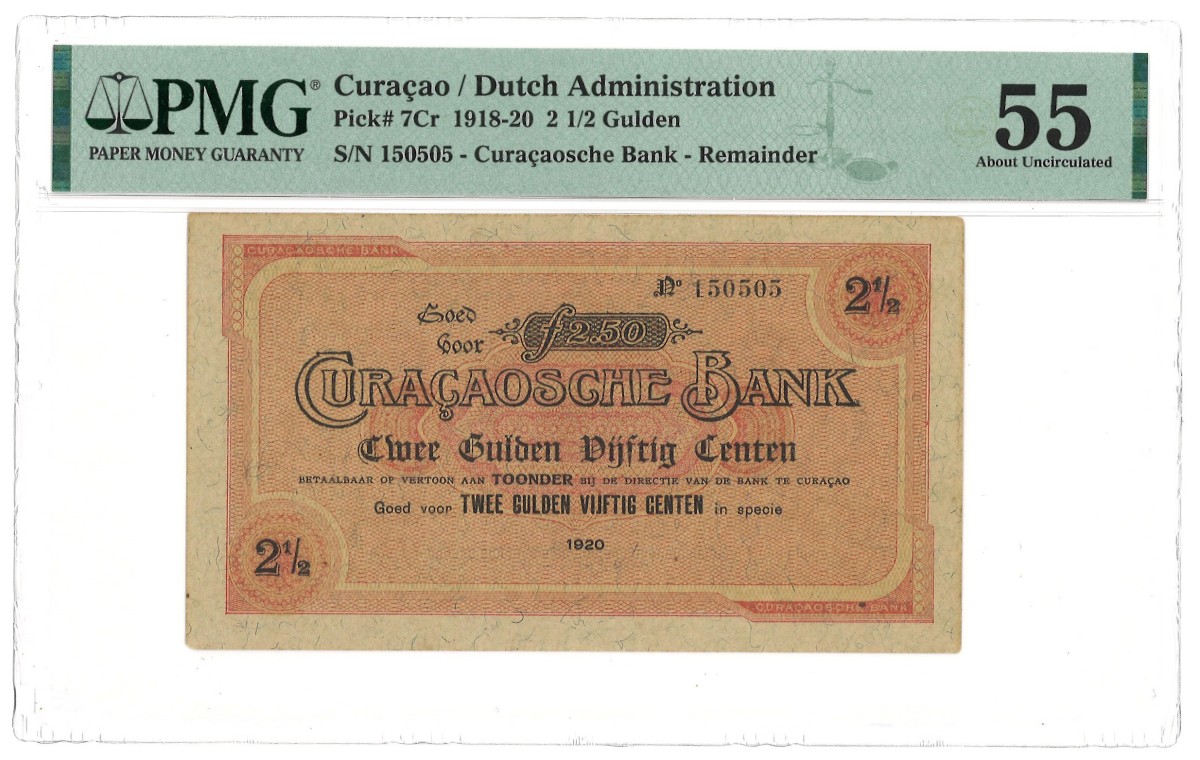 PMG®
PAPER MONEY GUARANTY
Curaçao / Dutch Administration
Pick# 7Cr 1918-20 2 1/2 Gulden
S/N 150505 - Curaçaosche Bank - Remainder
55
About Uncirculated
CURAÇAOSCHE BANK
Nº 150505
2½
Goed
voor
ƒ 2.50
CURAÇAOSCHE BANK
Twee Gulden Vijftig Centen
BETAALBAAR OP VERTOON AAN TOONDER BIJ DE DIRECTIE VAN DE BANK TE CURAÇAO
Goed voor TWEE GULDEN VIJFTIG CENTEN in specie
1920
2½
CURAÇAOSCHE BANK